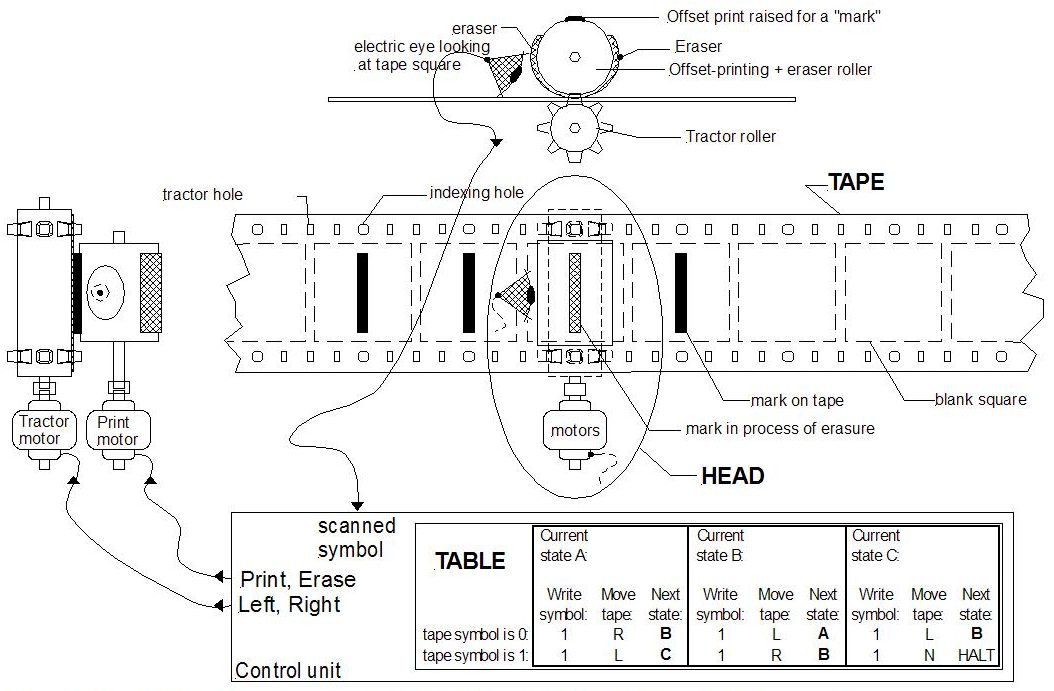 Offset print raised for a "mark"
eraser
electric eye looking
at tape square
Eraser
Offset-printing + eraser roller
Tractor roller
tractor hole
indexing hole
TAPE
mark on tape
blank square
mark in process of erasure
HEAD
Tractor
motor
Print
motor
motors
scanned
symbol
Print, Erase
Left, Right
Control unit
TABLE
Current
state A:
Current
state B:
Current
state C:
Write Move Next Write Move Next Write Move Next
symbol: tape: state: symbol: tape: state: symbol: tape: state:
tape symbol is 0: 1 R B 1 L A 1 L B
tape symbol is 1: 1 L C 1 R B 1 N HALT